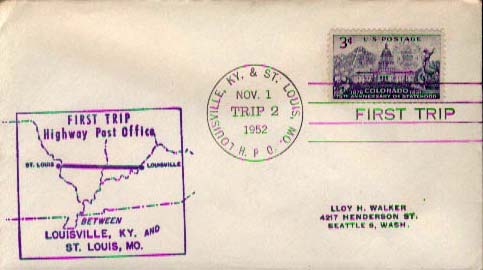 FIRST TRIP
Highway Post Office
ST. LOUIS
LOUISVILLE
BETWEEN
LOUISVILLE, KY. AND
ST. LOUIS, MO.
LOUISVILLE, KY. & ST. LOUIS, MO.
NOV. 1
TRIP 2
1952
H. P. O.
U S POSTAGE
3¢
1876 COLORADO 1951
75TH ANNIVERSARY OF STATEHOOD
FIRST TRIP
LLOY H. WALKER
4217 HENDERSON ST.
SEATTLE 6, WASH.